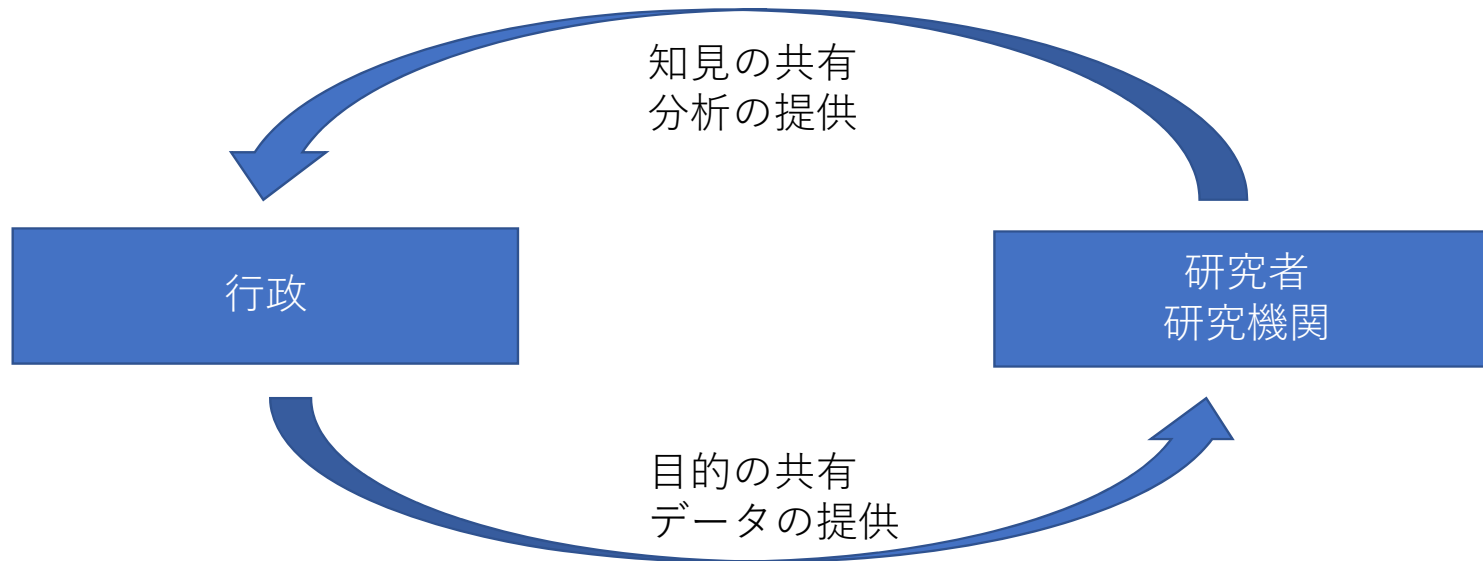 知見の共有
分析の提供
行政
研究者
研究機関
目的の共有
データの提供